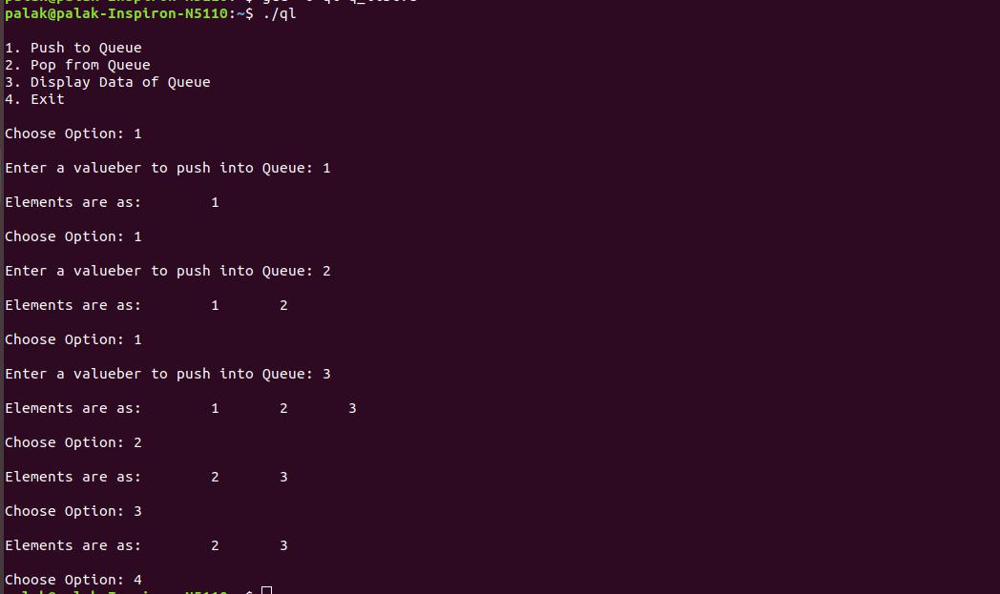 palak@palak-Inspiron-N5110:~$ ./ql
1. Push to Queue
2. Pop from Queue
3. Display Data of Queue
4. Exit
Choose Option: 1
Enter a valueber to push into Queue: 1
Elements are as: 1
Choose Option: 1
Enter a valueber to push into Queue: 2
Elements are as: 1 2
Choose Option: 1
Enter a valueber to push into Queue: 3
Elements are as: 1 2 3
Choose Option: 2
Elements are as: 2 3
Choose Option: 3
Elements are as: 2 3
Choose Option: 4
palak@palak-Inspiron-N5110:~$